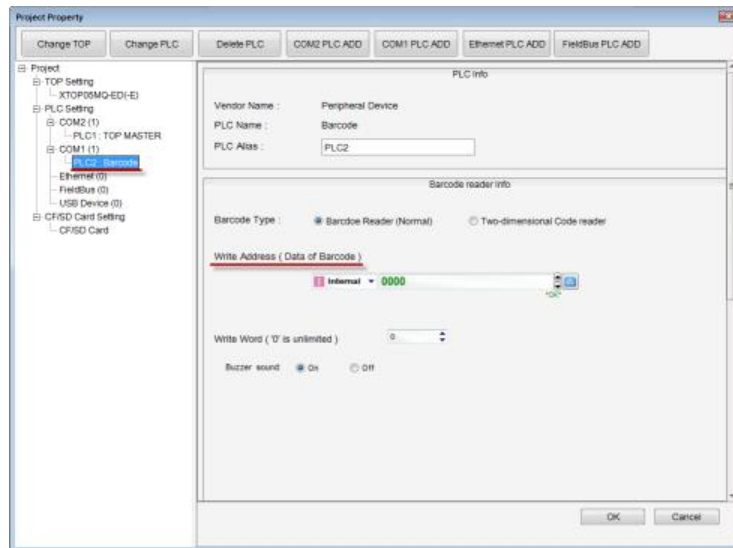 Project Property
Change TOP
Change PLC
Delete PLC
COM2 PLC ADD
COM1 PLC ADD
Ethernet PLC ADD
FieldBus PLC ADD
Project
TOP Setting
XTOP05MQ-ED(-E)
PLC Setting
COM2 (1)
PLC1 : TOP MASTER
COM1 (1)
PLC2 : Barcode
Ethernet (0)
FieldBus (0)
USB Device (0)
CF/SD Card Setting
CF/SD Card
PLC Info
Vendor Name : Peripheral Device
PLC Name : Barcode
PLC Alias : PLC2
Barcode reader Info
Barcode Type : Barcdoe Reader (Normal) Two-dimensional Code reader
Write Address ( Data of Barcode )
Internal 0000
"OK"
Write Word ( '0' is unlimited ) 0
Buzzer sound On Off
OK
Cancel